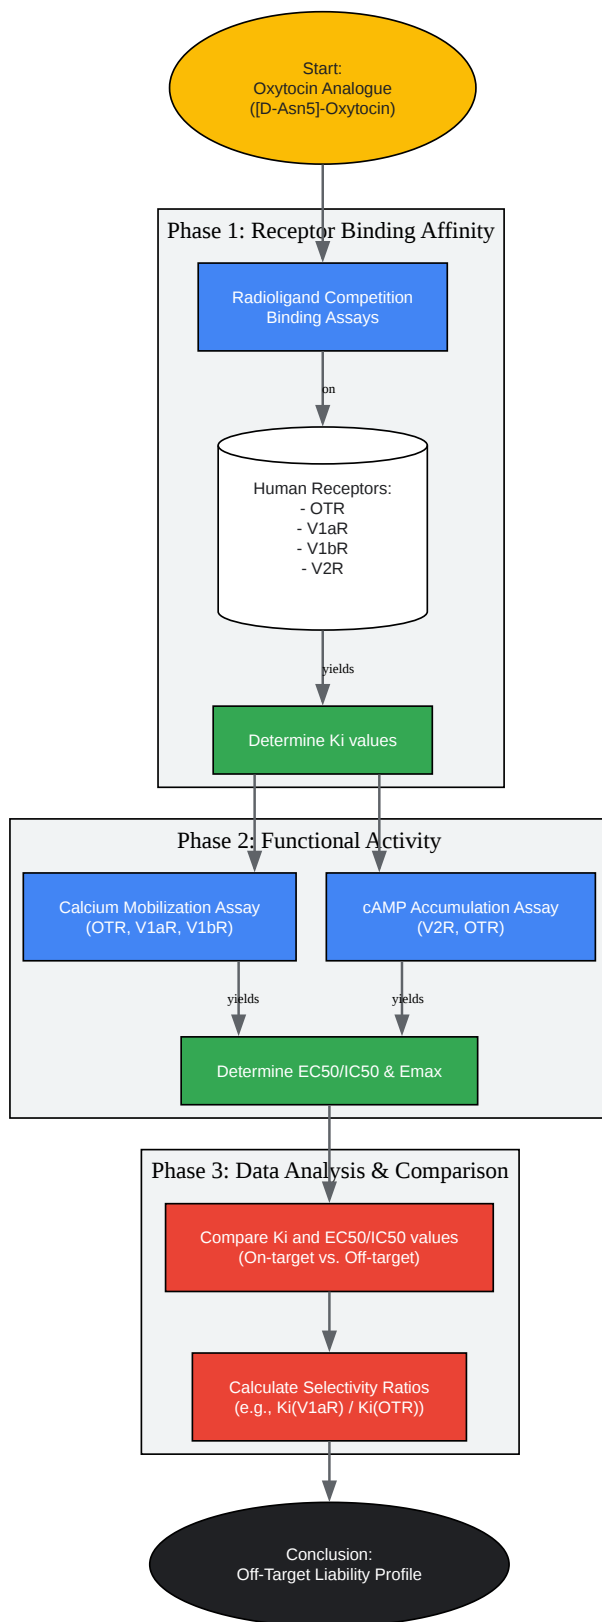 Start:
Oxytocin Analogue
([D-Asn5]-Oxytocin)
Phase 1: Receptor Binding Affinity
Radioligand Competition
Binding Assays
on
Human Receptors:
- OTR
- V1aR
- V1bR
- V2R
yields
Determine Ki values
Phase 2: Functional Activity
Calcium Mobilization Assay
(OTR, V1aR, V1bR)
cAMP Accumulation Assay
(V2R, OTR)
yields
yields
Determine EC50/IC50 & Emax
Phase 3: Data Analysis & Comparison
Compare Ki and EC50/IC50 values
(On-target vs. Off-target)
Calculate Selectivity Ratios
(e.g., Ki(V1aR) / Ki(OTR))
Conclusion:
Off-Target Liability Profile